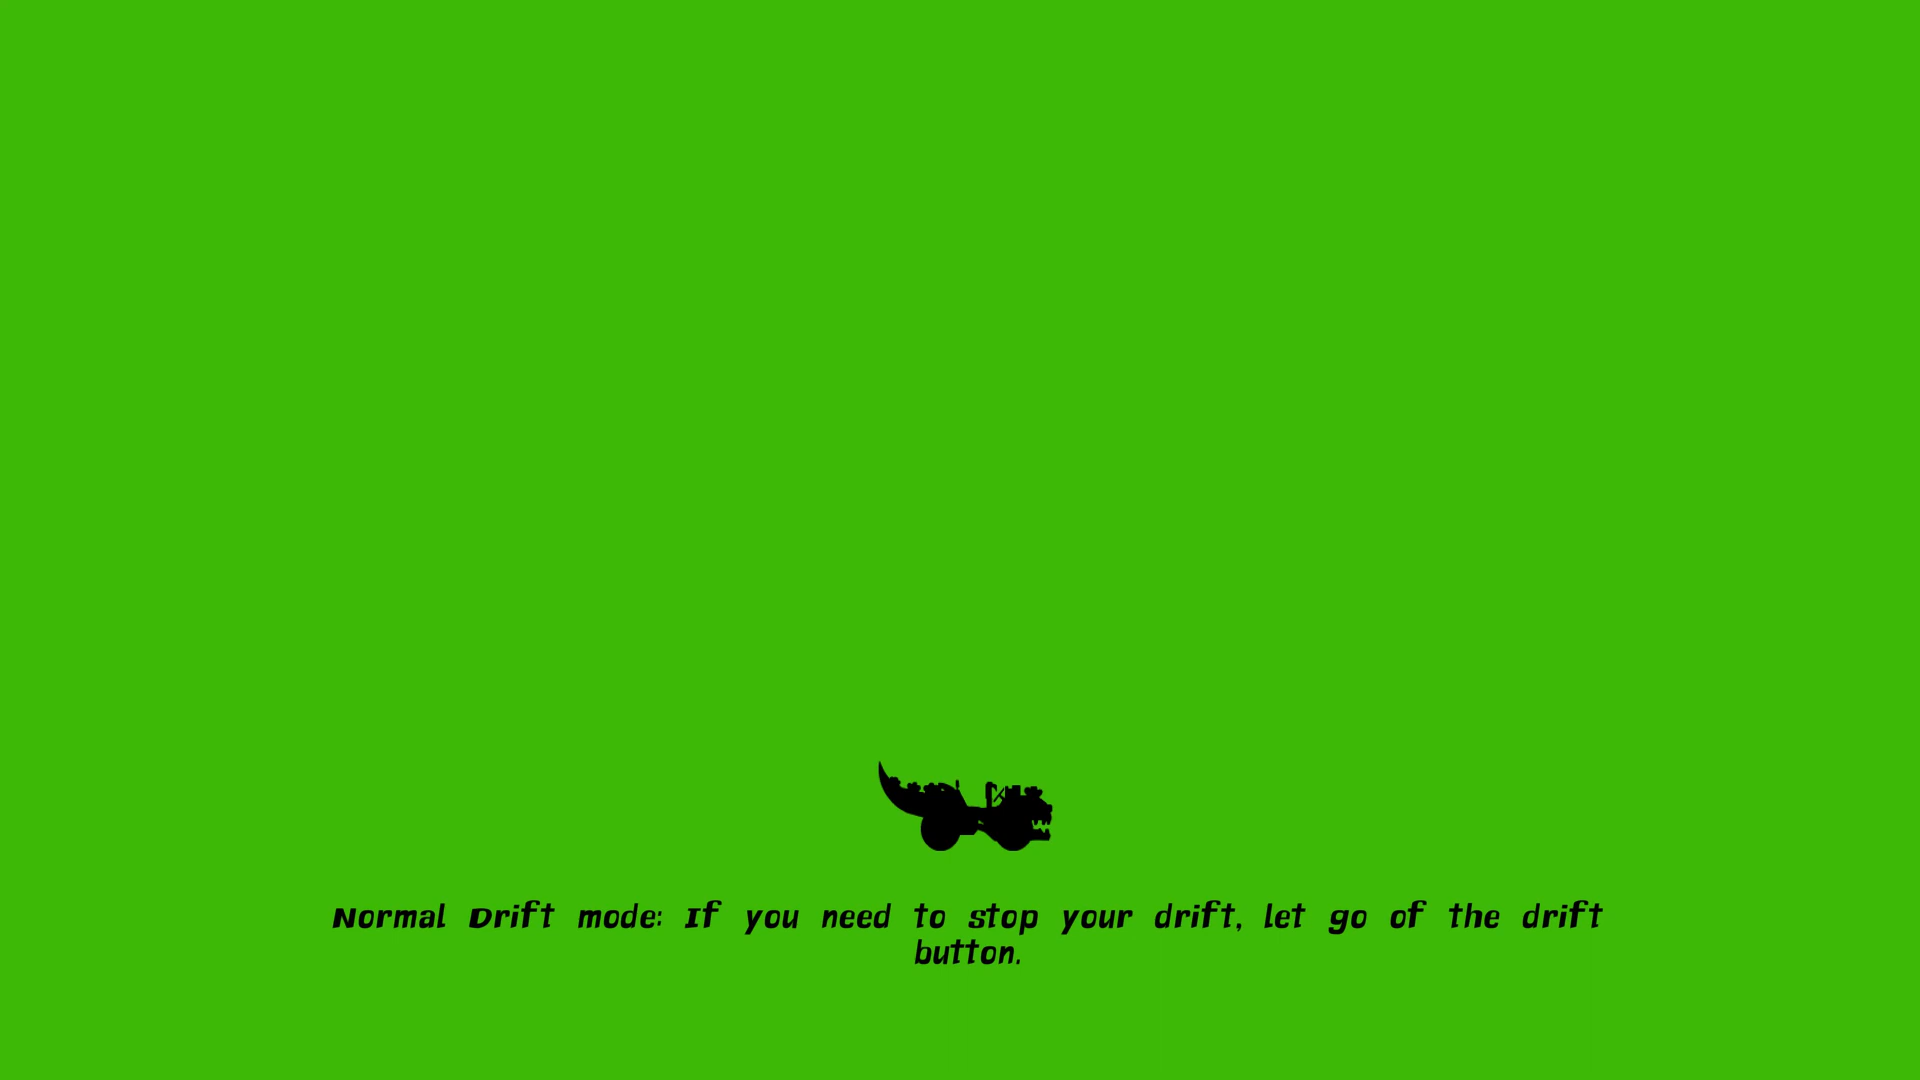 Normal Drift mode: If you need to stop your drift, let go of the drift
button.